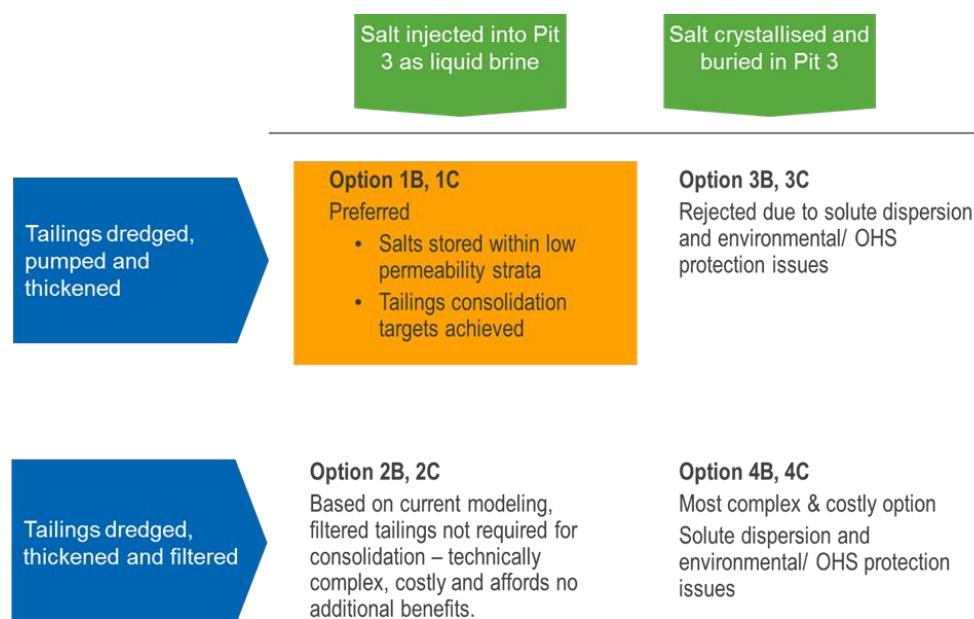 Salt injected into Pit
3 as liquid brine
Salt crystallised and
buried in Pit 3
Tailings dredged,
pumped and
thickened
Option 1B, 1C
Preferred
• Salts stored within low
permeability strata
• Tailings consolidation
targets achieved
Option 3B, 3C
Rejected due to solute dispersion
and environmental/ OHS
protection issues
Tailings dredged,
thickened and filtered
Option 2B, 2C
Based on current modeling,
filtered tailings not required for
consolidation – technically
complex, costly and affords no
additional benefits.
Option 4B, 4C
Most complex & costly option
Solute dispersion and
environmental/ OHS protection
issues